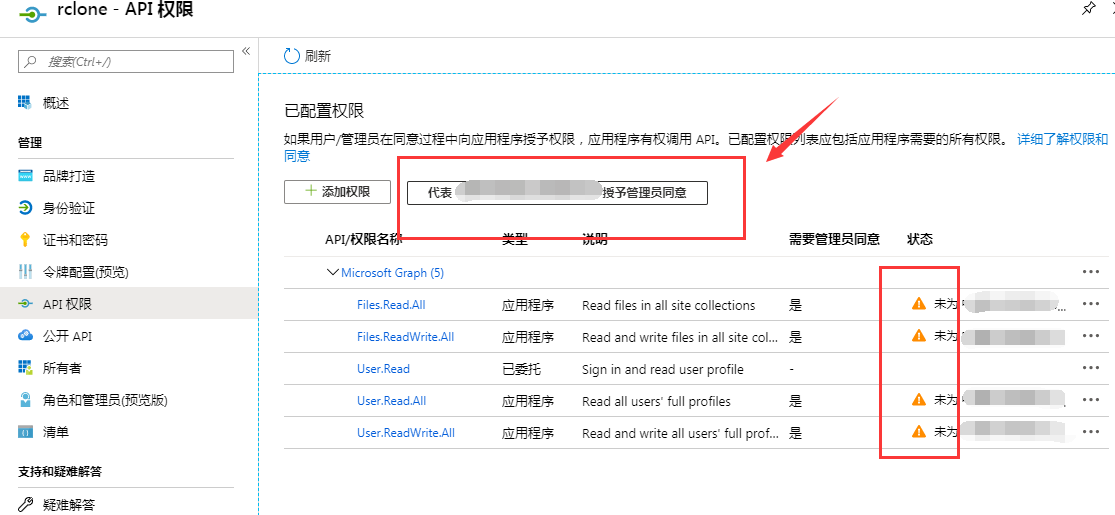 rclone - API 权限
搜索(Ctrl+/)
«
概述
管理
品牌打造
身份验证
证书和密码
令牌配置(预览)
API 权限
公开 API
所有者
角色和管理员(预览版)
清单
支持和疑难解答
疑难解答
刷新
已配置权限
如果用户/管理员在同意过程中向应用程序授予权限，应用程序有权调用 API。已配置权限列表应包括应用程序需要的所有权限。 详细了解权限和
同意
添加权限 代表 授予管理员同意
API/权限名称 类型 说明 需要管理员同意 状态
Microsoft Graph (5) ...
Files.Read.All 应用程序 Read files in all site collections 是 未为 ... ...
Files.ReadWrite.All 应用程序 Read and write files in all site col... 是 未为 ...
User.Read 已委托 Sign in and read user profile - ...
User.Read.All 应用程序 Read all users' full profiles 是 未为 ...
User.ReadWrite.All 应用程序 Read and write all users' full prof... 是 未为 ...